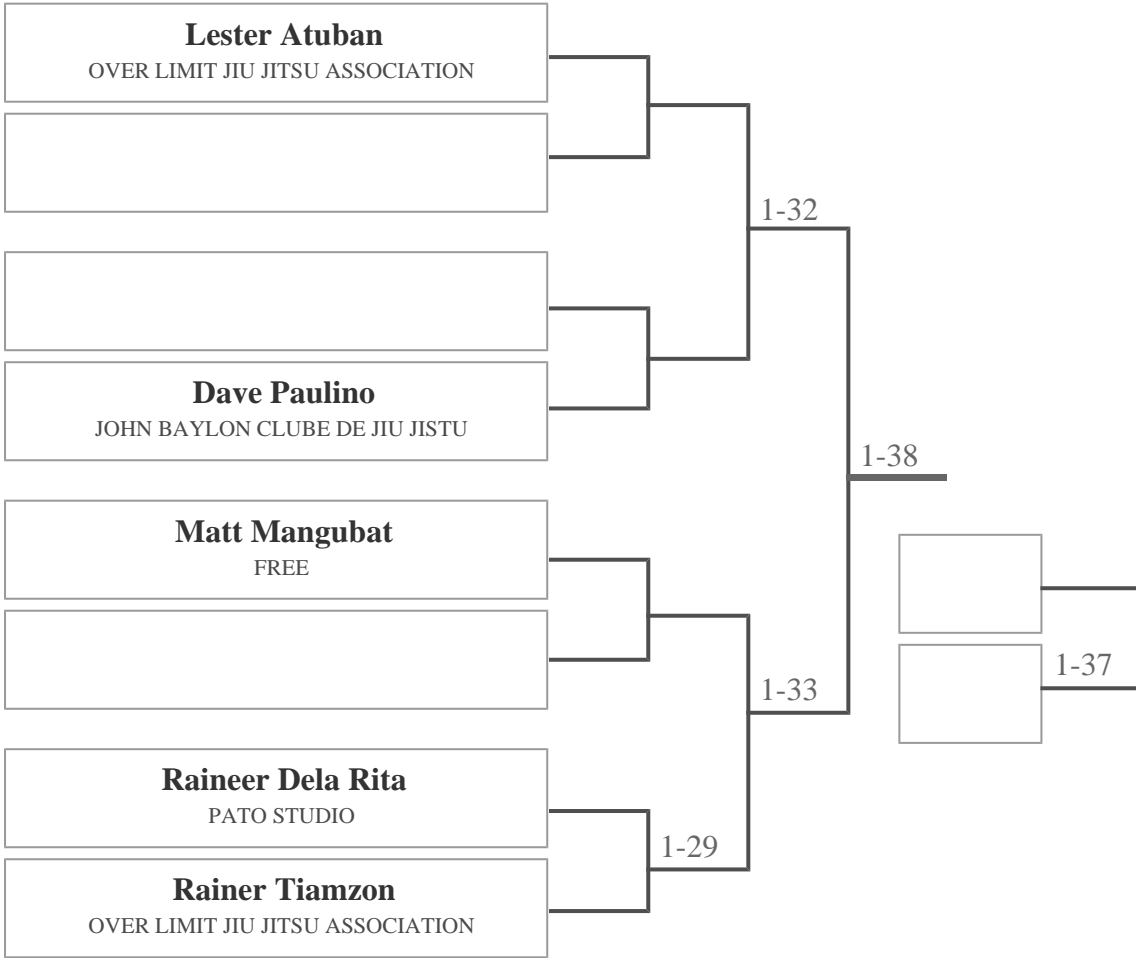 Lester Atuban
OVER LIMIT JIU JITSU ASSOCIATION
1-32
Dave Paulino
JOHN BAYLON CLUBE DE JIU JISTU
1-38
Matt Mangubat
FREE
1-37
1-33
Raineer Dela Rita
PATO STUDIO
1-29
Rainer Tiamzon
OVER LIMIT JIU JITSU ASSOCIATION